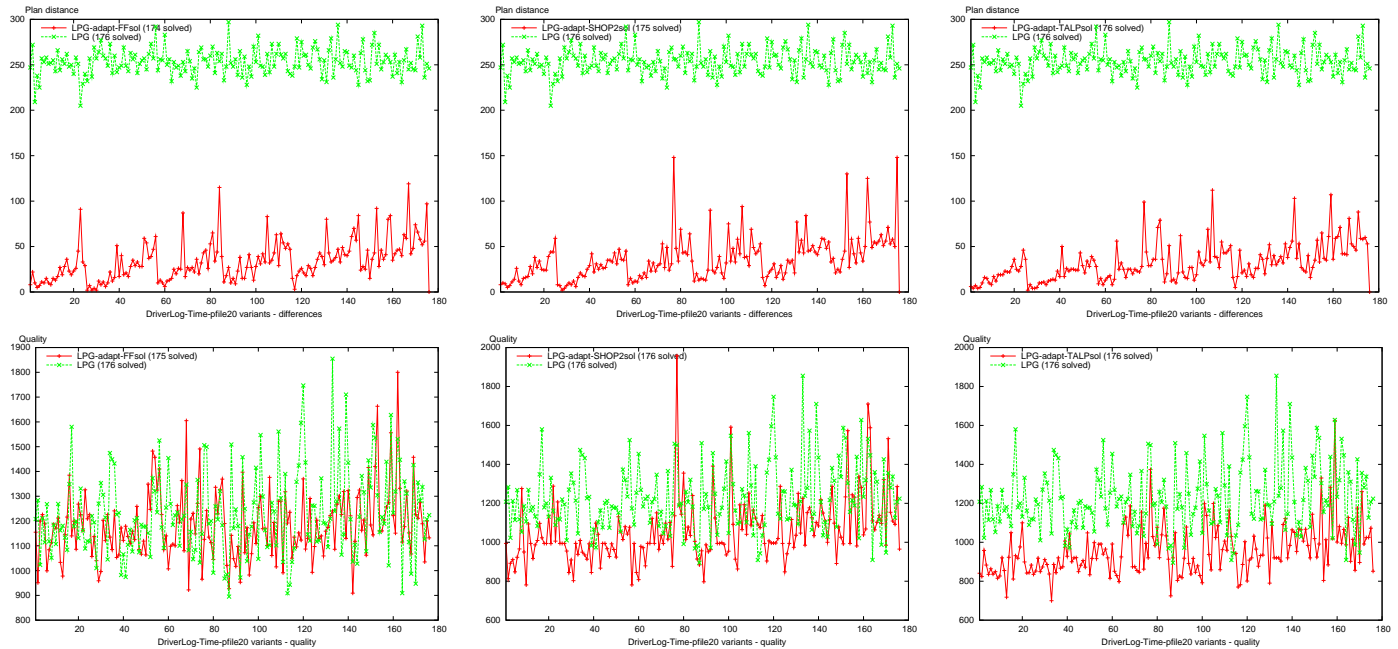 Plan distance
LPG-adapt-FFsol (174 solved)
LPG (176 solved)
300
250
200
150
100
50
0
20 40 60 80 100 120 140 160 180
DriverLog-Time-pfile20 variants - differences
Plan distance
LPG-adapt-SHOP2sol (175 solved)
LPG (176 solved)
300
250
200
150
100
50
0
20 40 60 80 100 120 140 160 180
DriverLog-Time-pfile20 variants - differences
Plan distance
LPG-adapt-TALPsol (176 solved)
LPG (176 solved)
300
250
200
150
100
50
0
20 40 60 80 100 120 140 160 180
DriverLog-Time-pfile20 variants - differences
Quality
LPG-adapt-FFsol (175 solved)
LPG (176 solved)
1900
1800
1700
1600
1500
1400
1300
1200
1100
1000
900
800
20 40 60 80 100 120 140 160 180
DriverLog-Time-pfile20 variants - quality
Quality
LPG-adapt-SHOP2sol (176 solved)
LPG (176 solved)
2000
1800
1600
1400
1200
1000
800
600
20 40 60 80 100 120 140 160 180
DriverLog-Time-pfile20 variants - quality
Quality
LPG-adapt-TALPsol (176 solved)
LPG (176 solved)
2000
1800
1600
1400
1200
1000
800
600
20 40 60 80 100 120 140 160 180
DriverLog-Time-pfile20 variants - quality